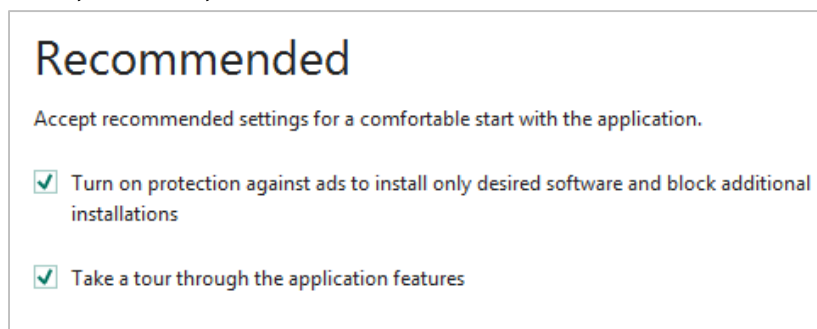 Recommended
Accept recommended settings for a comfortable start with the application.
Turn on protection against ads to install only desired software and block additional
installations
Take a tour through the application features